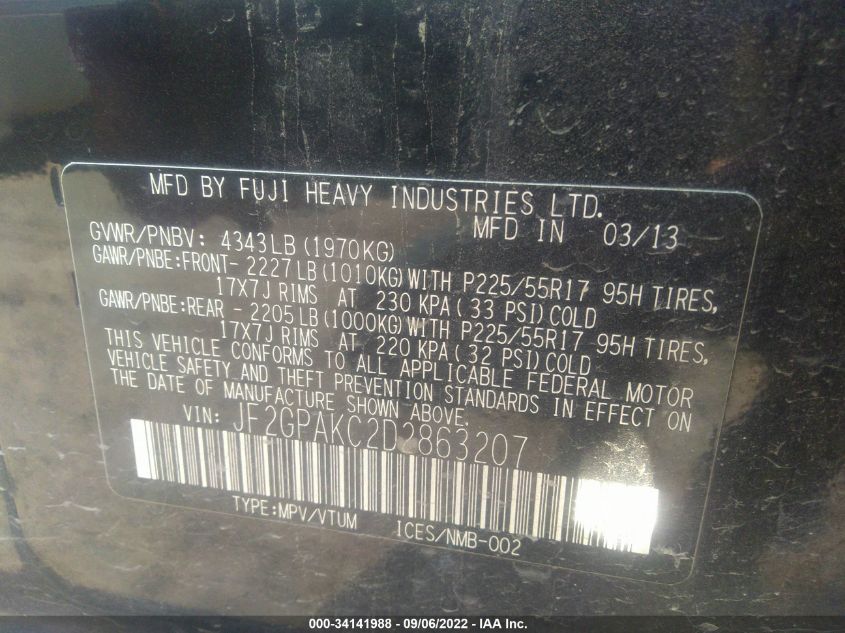 MFD BY FUJI HEAVY INDUSTRIES LTD.
MFD IN 03/13
GVWR/PNBV: 4343LB (1970KG)
GAWR/PNBE:FRONT- 2227 LB (1010KG) WITH P225/55R17 95H TIRES,
17X7J RIMS AT 230 KPA ( 33 PSI) COLD
GAWR/PNBE:REAR - 2205 LB (1000KG) WITH P225/55R17 95H TIRES,
17X7J RIMS AT 220 KPA ( 32 PSI) COLD
THIS VEHICLE CONFORMS TO ALL APPLICABLE FEDERAL MOTOR
VEHICLE SAFETY AND THEFT PREVENTION STANDARDS IN EFFECT ON
THE DATE OF MANUFACTURE SHOWN ABOVE.
VIN: JF2GPAKC2D2863207
TYPE:MPV/VTUM ICES/NMB-002
000-34141988 - 09/06/2022 - IAA Inc.